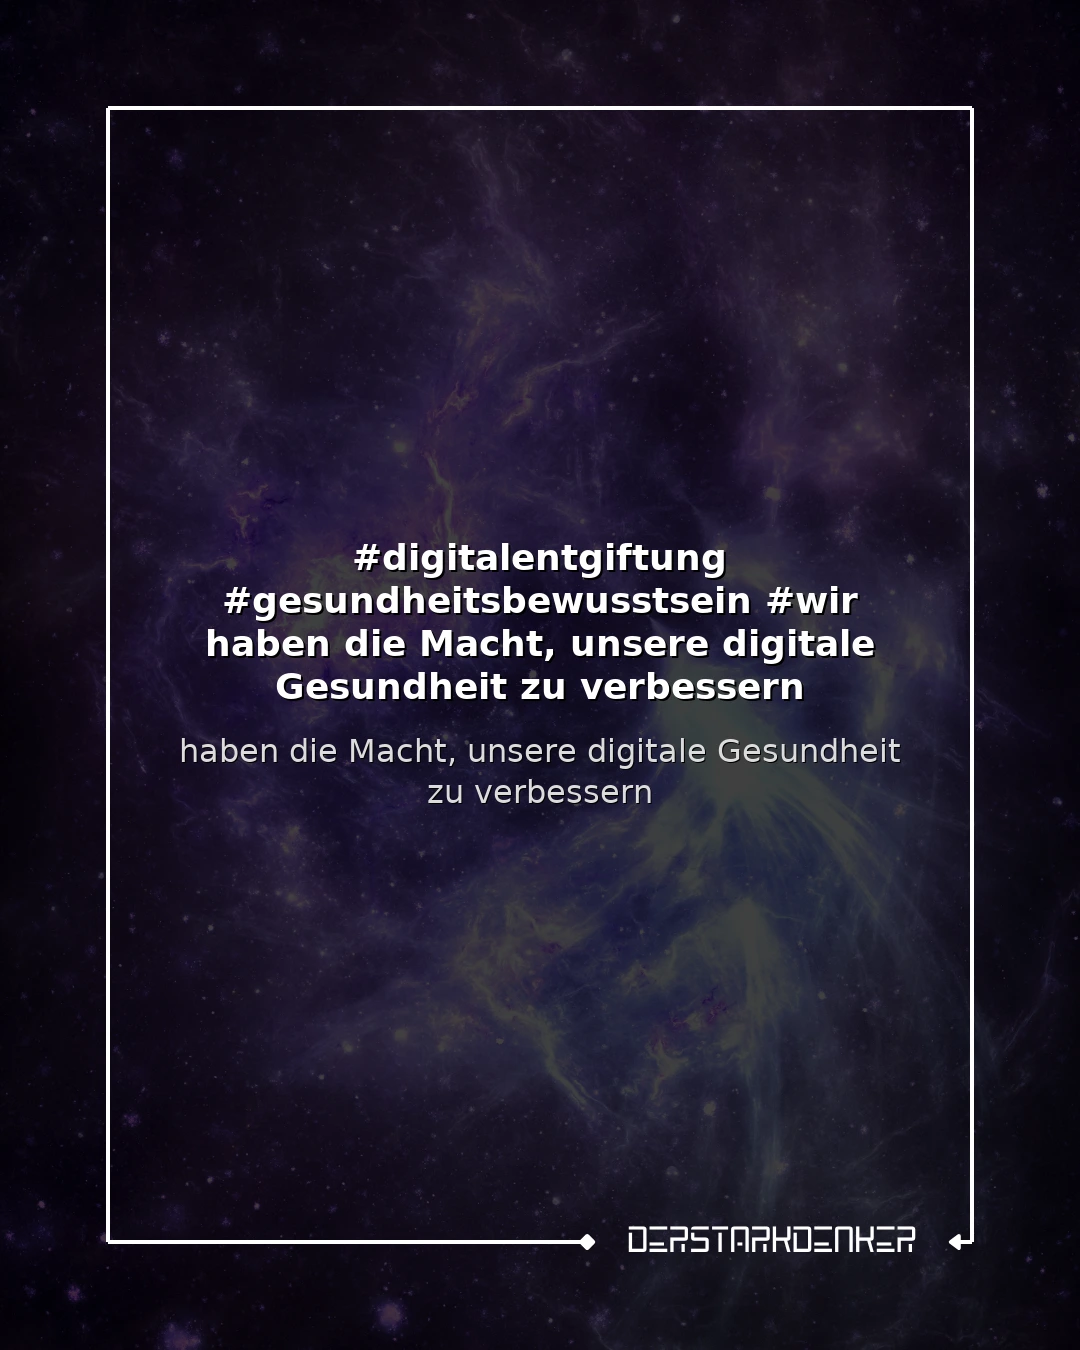 #digitalentgiftung
#gesundheitsbewusstsein #wir
haben die Macht, unsere digitale
Gesundheit zu verbessern
haben die Macht, unsere digitale Gesundheit
zu verbessern
DERSTARKDENKER